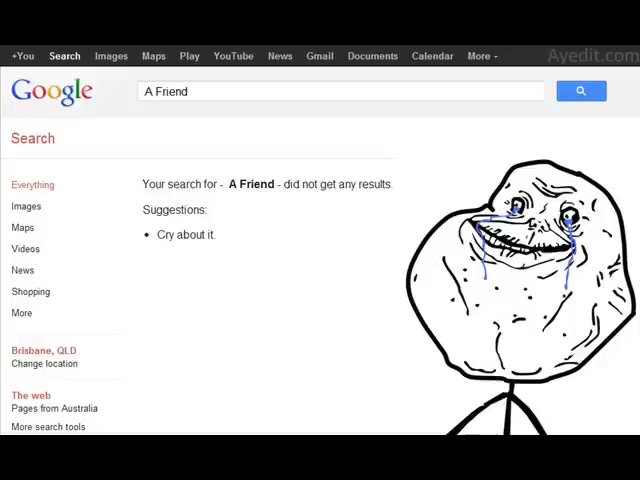 Ayedit.com
+You Search Images Maps Play YouTube News Gmail Documents Calendar More
Google A Friend
Search
Everything
Images
Maps
Videos
News
Shopping
More
Brisbane, QLD
Change location
The web
Pages from Australia
More search tools
Your search for - A Friend - did not get any results.
Suggestions:
• Cry about it.